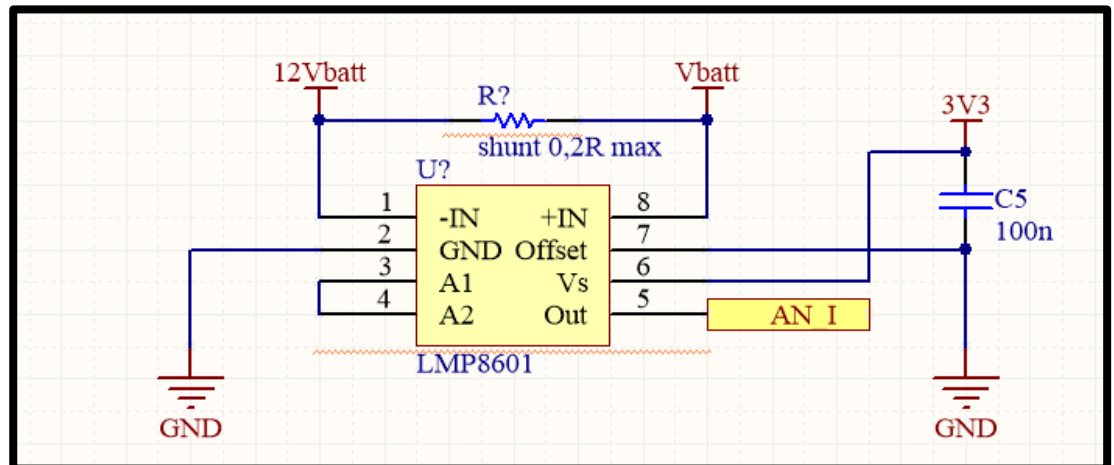 12Vbatt
Vbatt
R?
3V3
shunt 0,2R max
U?
1 -IN +IN 8
2 GND Offset 7
3 A1 Vs 6
4 A2 Out 5
C5
100n
AN_I
LMP8601
GND
GND